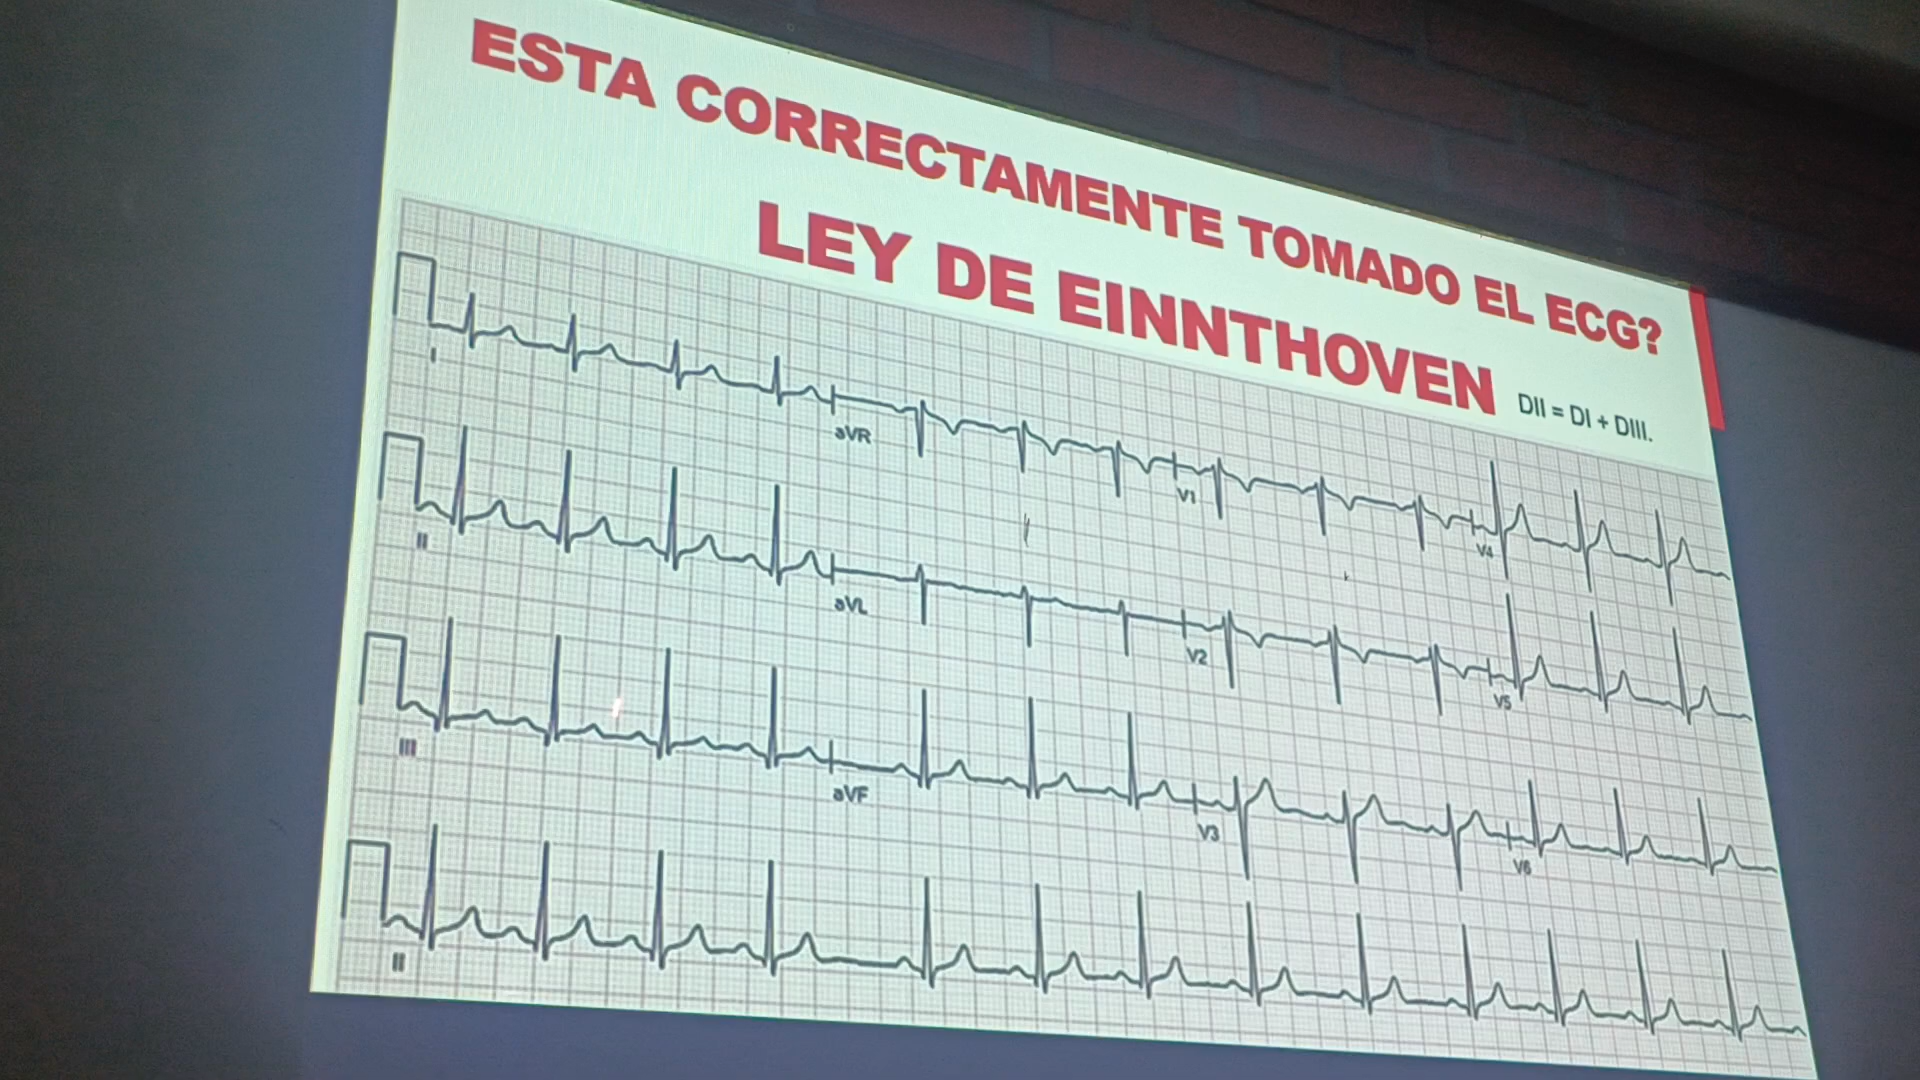 ESTA CORRECTAMENTE TOMADO EL ECG?
LEY DE EINNTHOVEN
DII = DI + DIII.
I
aVR
V1
V4
II
aVL
V2
V5
III
aVF
V3
V6
II